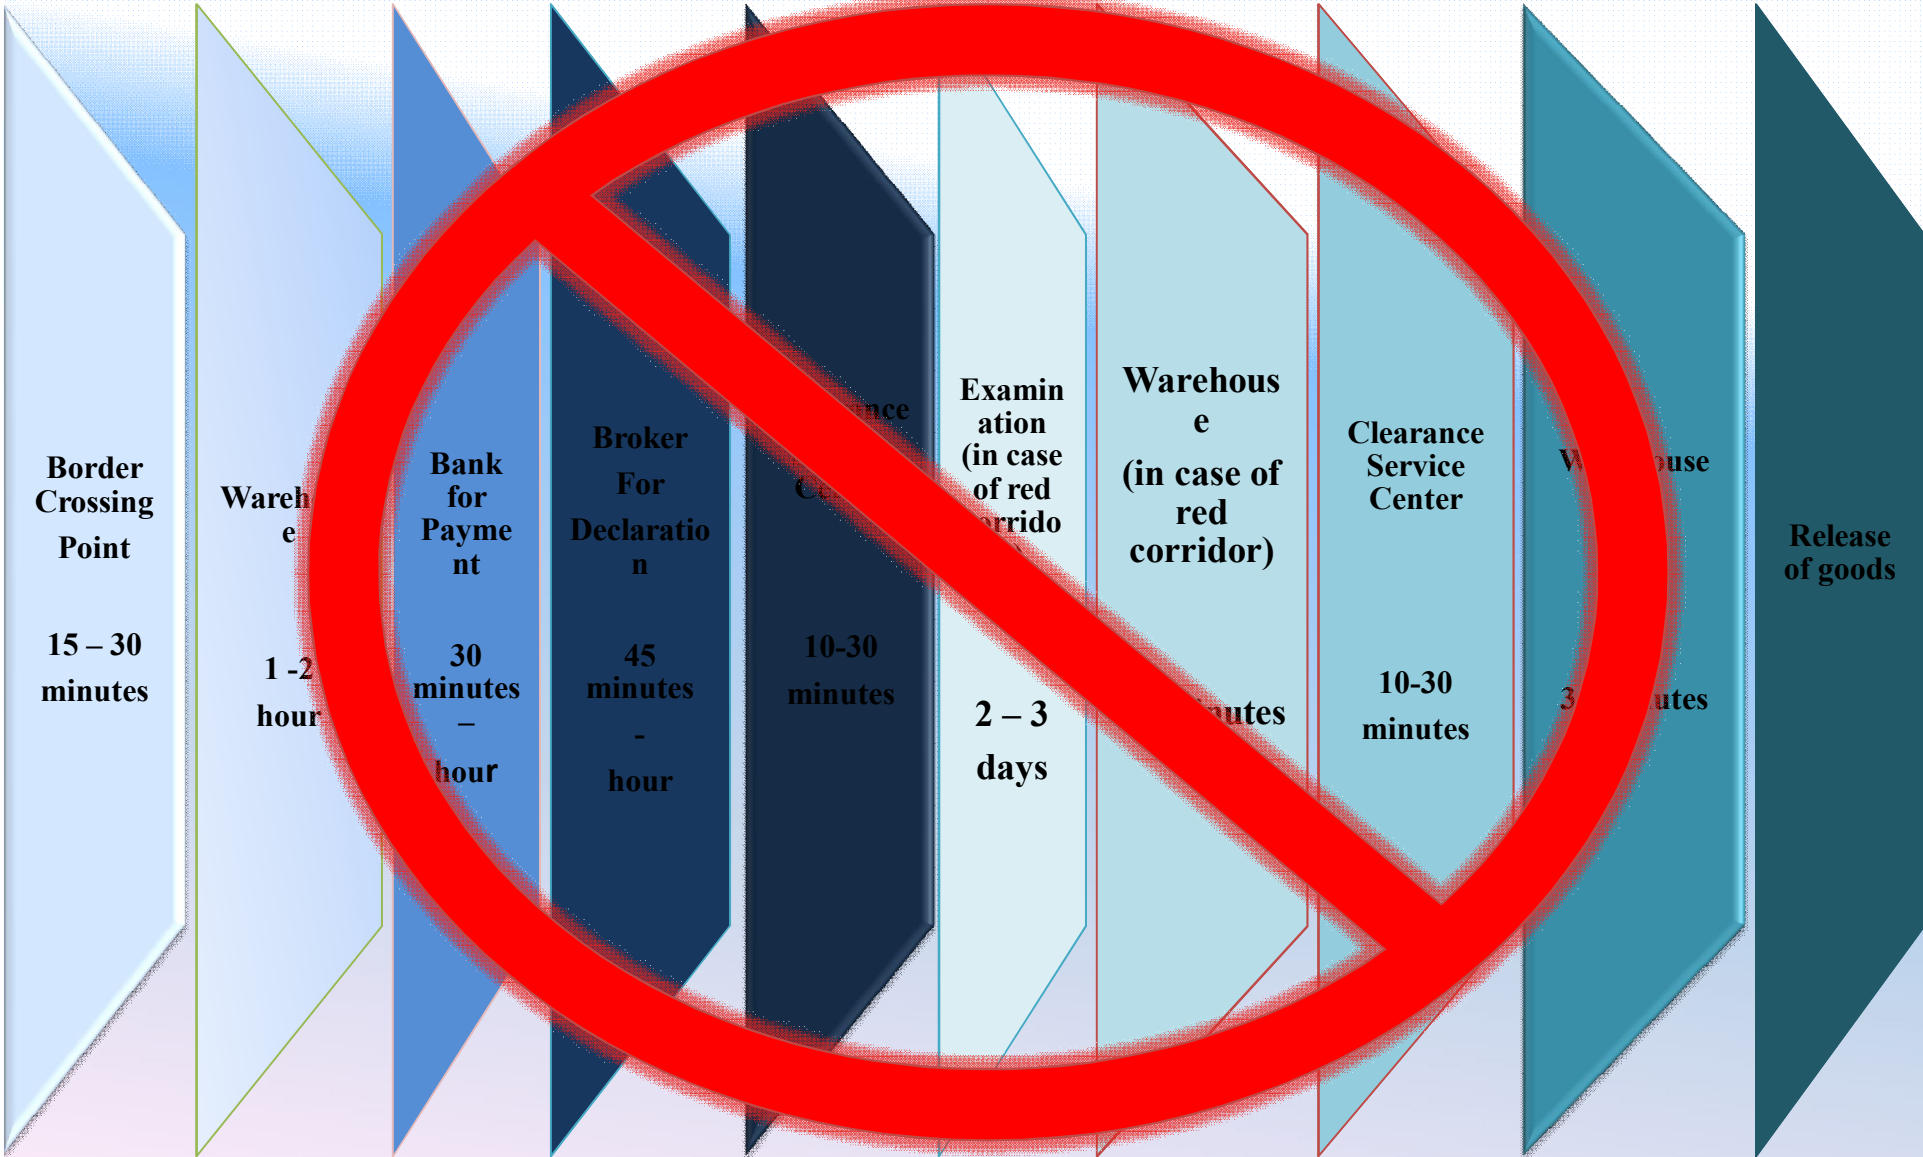 Border
Crossing
Point
15 – 30
minutes
e
1 -2
hour
Bank
for
Payme
nt
30
minutes
–
hour
Broker
For
Declaratio
n
45
minutes
-
hour
10-30
minutes
Examin
ation
(in case
of red
2 – 3
days
Warehous
e
(in case of
red
corridor)
Clearance
Service
Center
10-30
minutes
Release
of goods